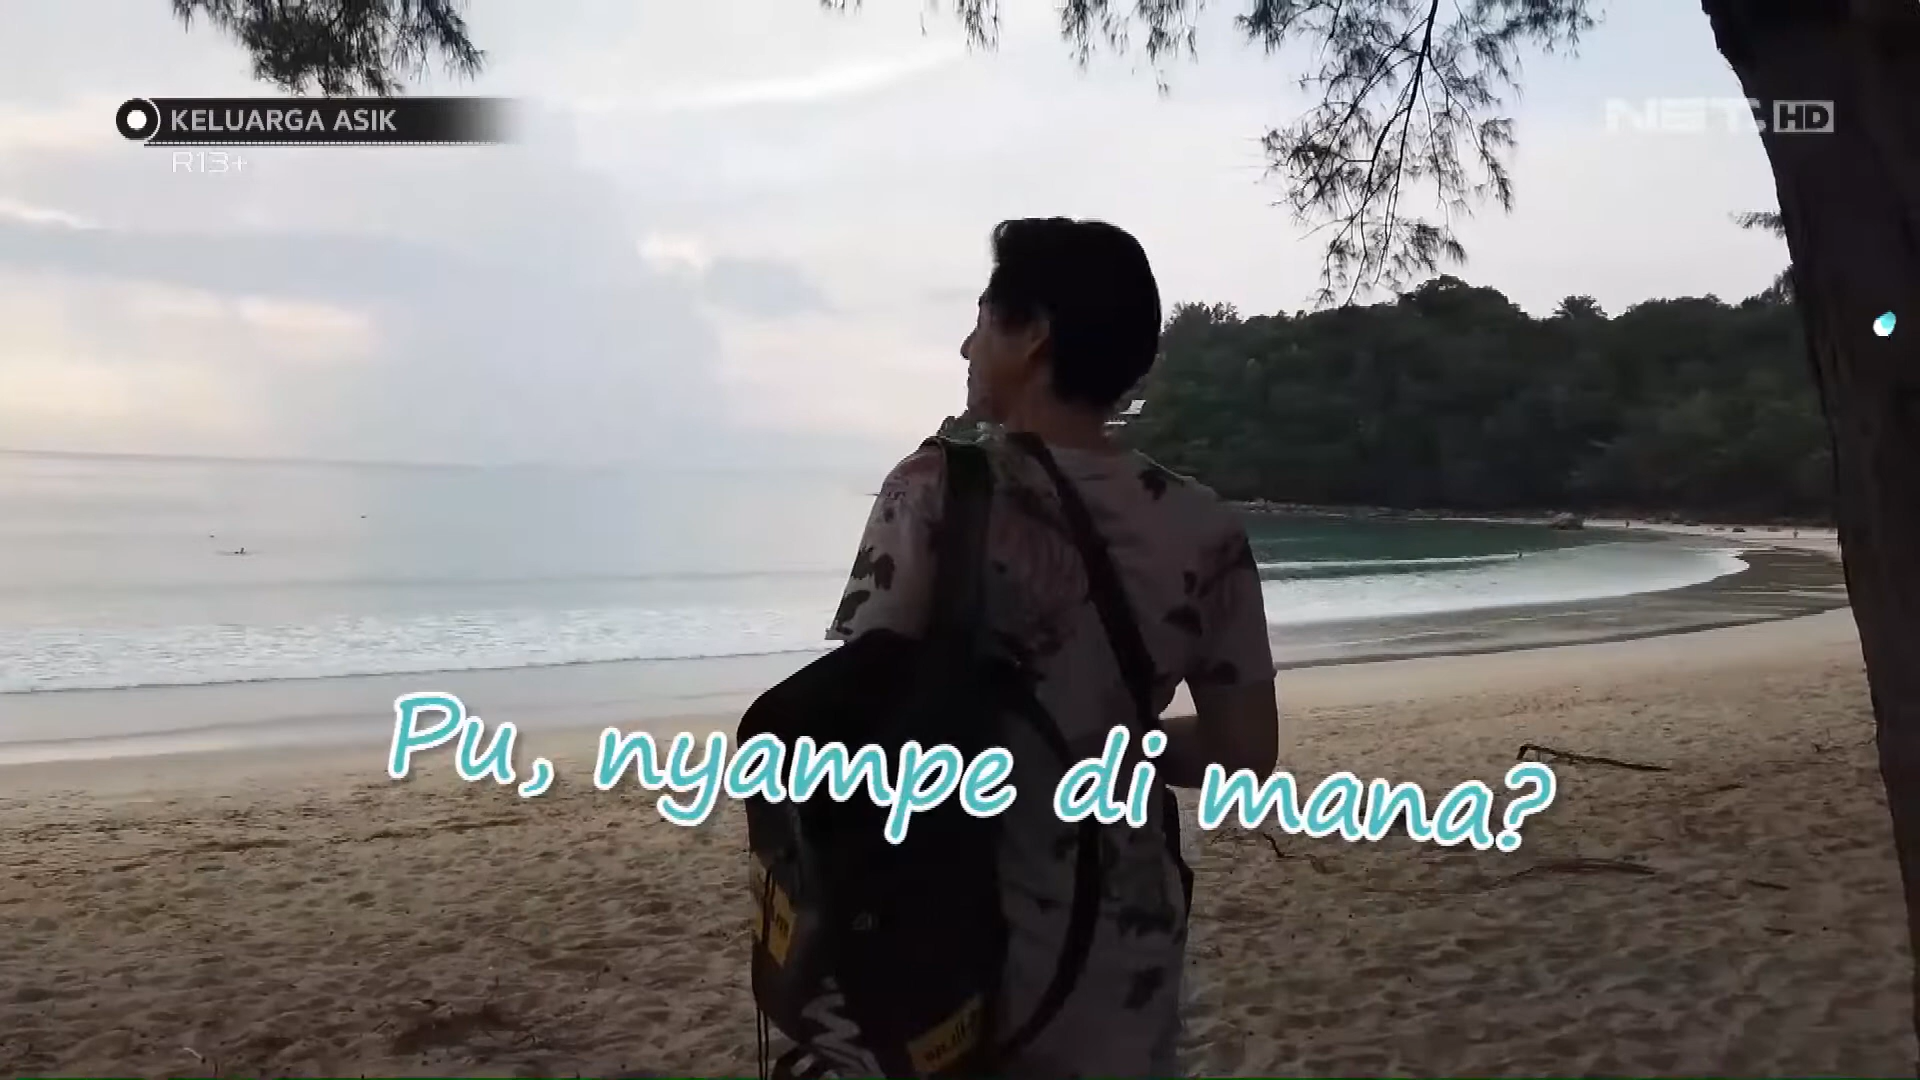 KELUARGA ASIK
R13+
NET. HD
Pu, nyampe di mana?